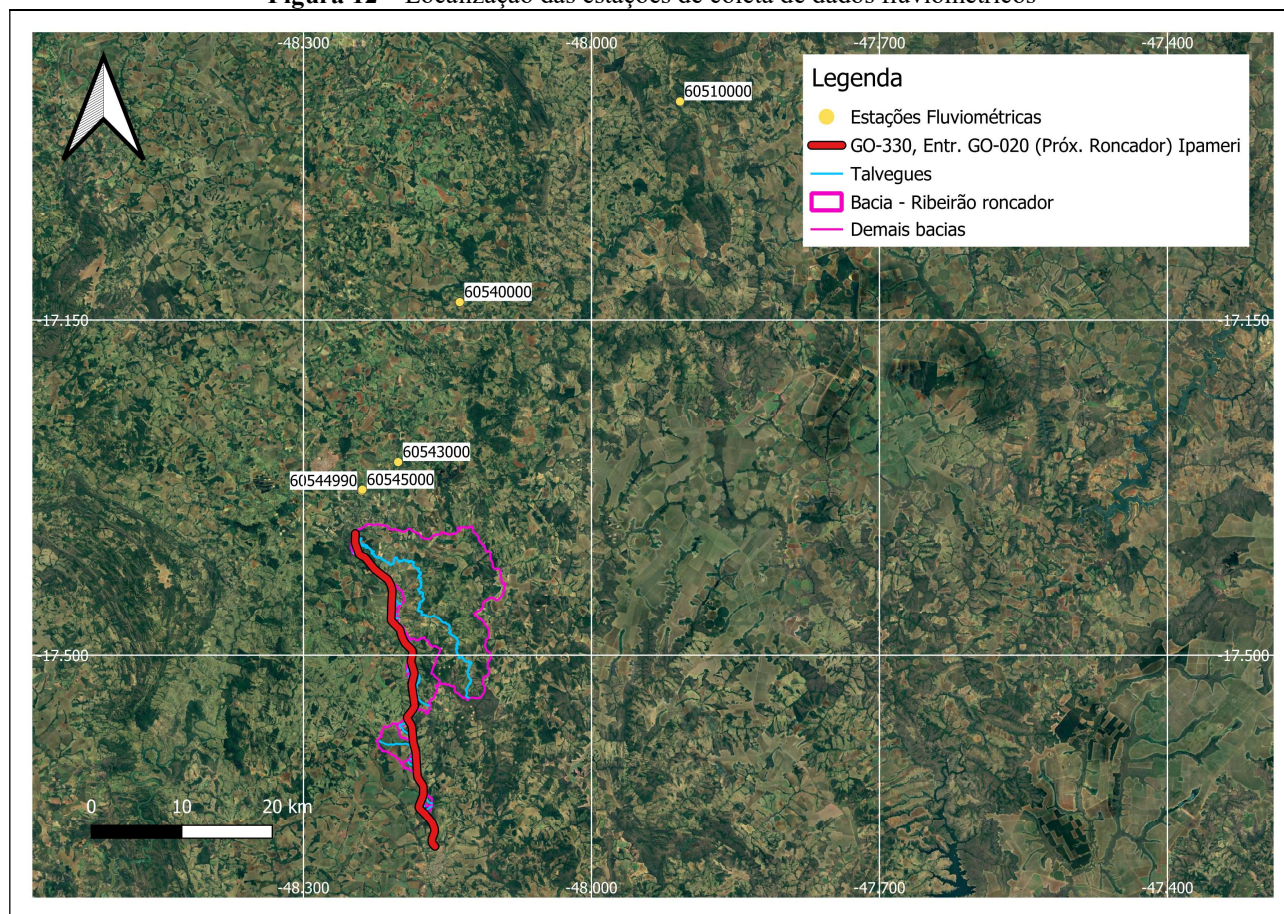 Figura 12 – Localização das estações de coleta de dados fluviométricos
-48.300
-48.000
-47.700
-47.400
Legenda
Estações Fluviométricas
GO-330, Entr. GO-020 (Próx. Roncador) Ipameri
Talvegues
Bacia - Ribeirão roncador
Demais bacias
60510000
60540000
-17.150
-17.150
60543000
60544990
60545000
-17.500
-17.500
0 10 20 km
-48.300
-48.000
-47.700
-47.400